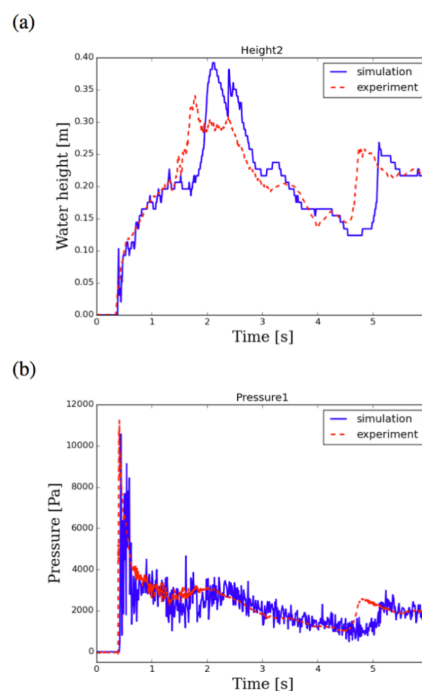 (a)
Height2
0.40
0.35
0.30
0.25
0.20
0.15
0.10
0.05
0.00
Water height [m]
simulation
experiment
0 1 2 3 4 5
Time [s]
(b)
Pressure1
12000
10000
8000
6000
4000
2000
0
Pressure [Pa]
simulation
experiment
0 1 2 3 4 5
Time [s]